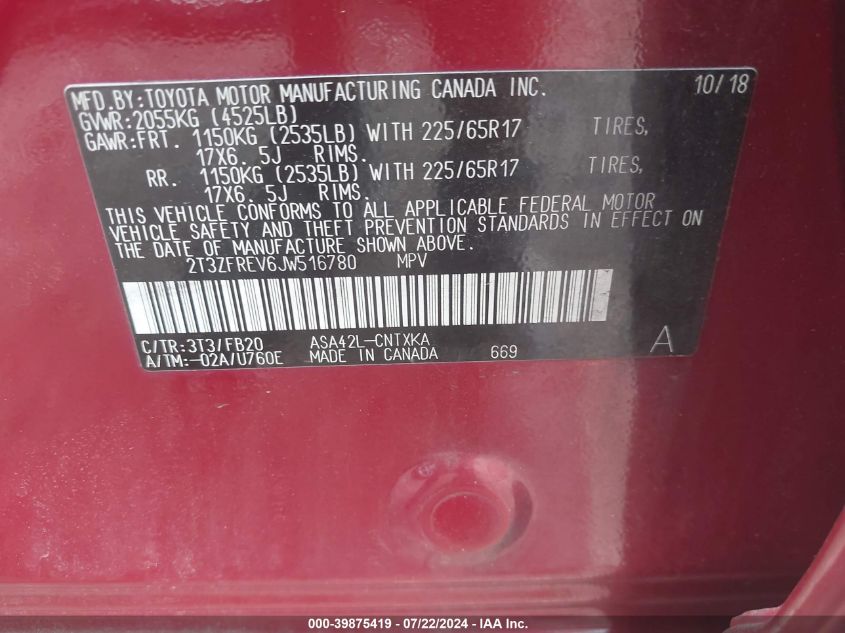 MFD.BY:TOYOTA MOTOR MANUFACTURING CANADA INC. 10/18
GVWR:2055KG (4525LB)
GAWR:FRT. 1150KG (2535LB) WITH 225/65R17 TIRES,
17X6. 5J RIMS.
RR. 1150KG (2535LB) WITH 225/65R17 TIRES,
17X6. 5J RIMS.
THIS VEHICLE CONFORMS TO ALL APPLICABLE FEDERAL MOTOR
VEHICLE SAFETY AND THEFT PREVENTION STANDARDS IN EFFECT ON
THE DATE OF MANUFACTURE SHOWN ABOVE.
2T3ZFREV6JW516780 MPV
C/TR:3T3/FB20 ASA42L-CNTXKA
A/TM:-02A/U760E MADE IN CANADA 669 A
000-39875419 - 07/22/2024 - IAA Inc.